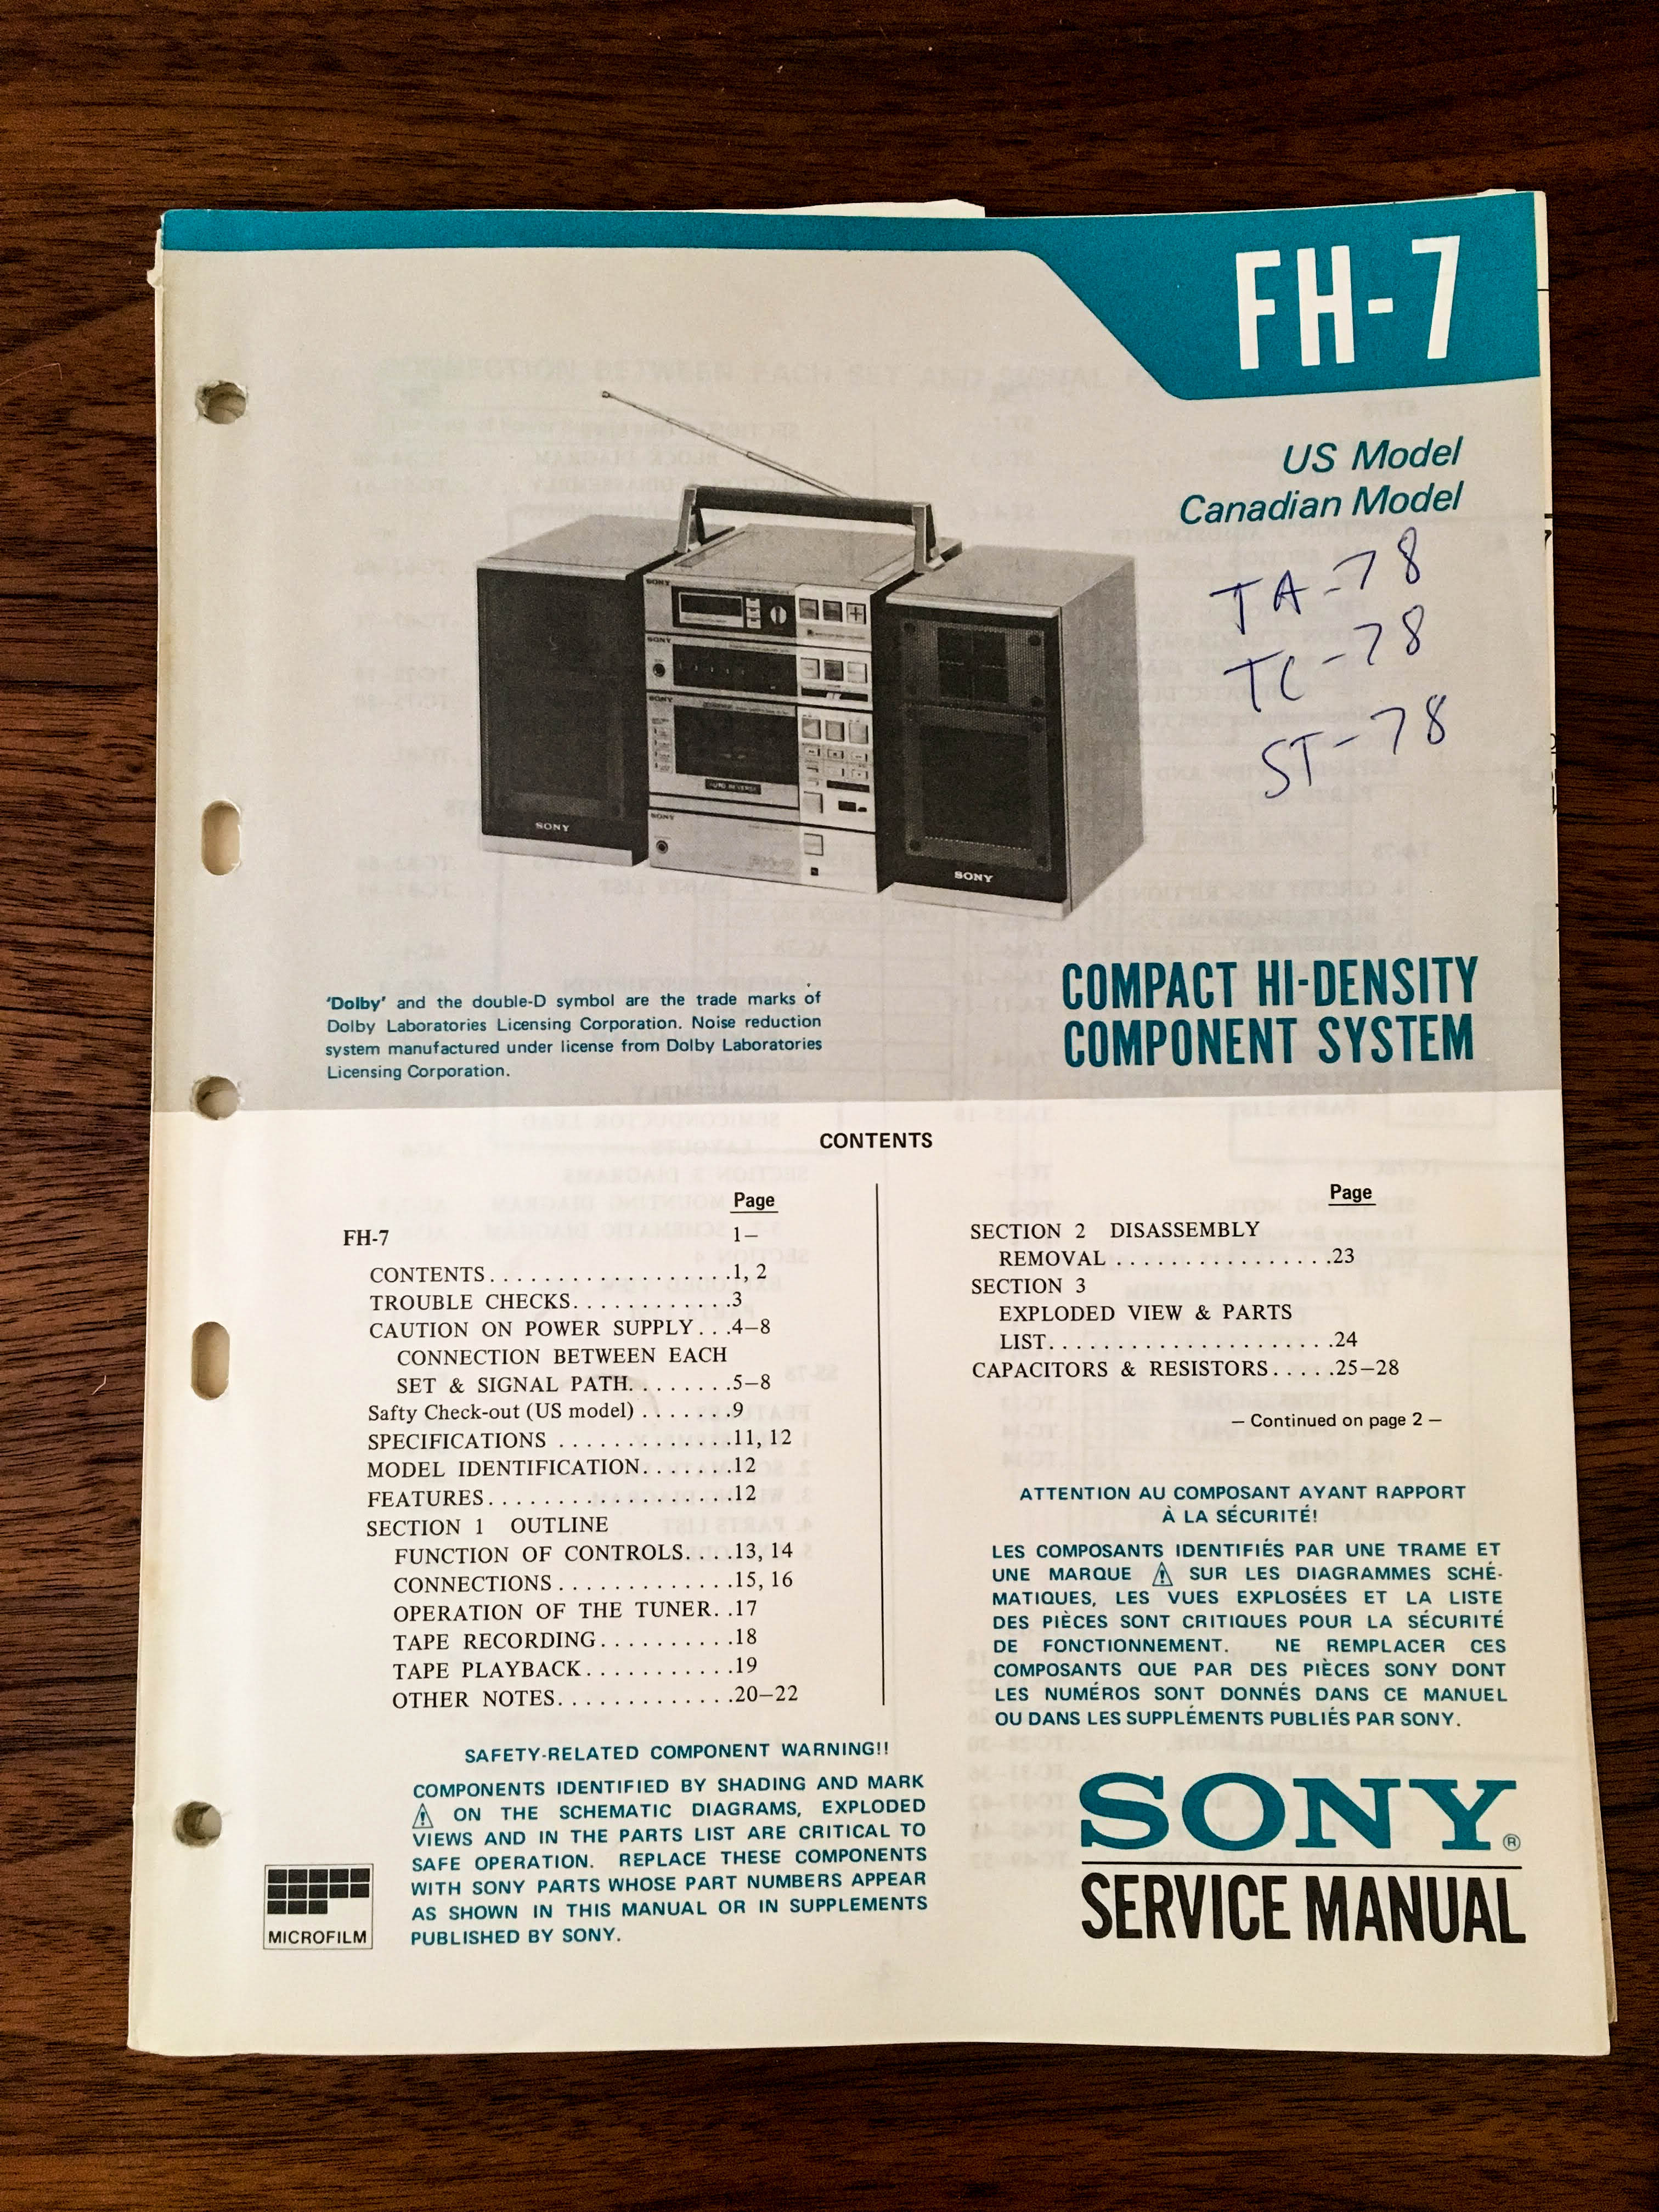 FH-7
US Model
Canadian Model
TA-78
TC-78
ST-78
SONY
SONY
SONY
SONY
AUTO REVERSE
SONY
SONY
COMPACT HI-DENSITY
COMPONENT SYSTEM
'Dolby' and the double-D symbol are the trade marks of
Dolby Laboratories Licensing Corporation. Noise reduction
system manufactured under license from Dolby Laboratories
Licensing Corporation.
CONTENTS
Page
FH-7 1–
CONTENTS..................1, 2
TROUBLE CHECKS............3
CAUTION ON POWER SUPPLY...4–8
CONNECTION BETWEEN EACH
SET & SIGNAL PATH........5–8
Safty Check-out (US model).......9
SPECIFICATIONS.............11, 12
MODEL IDENTIFICATION.......12
FEATURES..................12
SECTION 1 OUTLINE
FUNCTION OF CONTROLS....13, 14
CONNECTIONS.............15, 16
OPERATION OF THE TUNER..17
TAPE RECORDING..........18
TAPE PLAYBACK...........19
OTHER NOTES.............20–22
Page
SECTION 2 DISASSEMBLY
REMOVAL................23
SECTION 3
EXPLODED VIEW & PARTS
LIST.....................24
CAPACITORS & RESISTORS.....25–28
— Continued on page 2 —
SAFETY-RELATED COMPONENT WARNING!!
COMPONENTS IDENTIFIED BY SHADING AND MARK
⚠ ON THE SCHEMATIC DIAGRAMS, EXPLODED
VIEWS AND IN THE PARTS LIST ARE CRITICAL TO
SAFE OPERATION. REPLACE THESE COMPONENTS
WITH SONY PARTS WHOSE PART NUMBERS APPEAR
AS SHOWN IN THIS MANUAL OR IN SUPPLEMENTS
PUBLISHED BY SONY.
ATTENTION AU COMPOSANT AYANT RAPPORT
À LA SÉCURITÉ!
LES COMPOSANTS IDENTIFIÉS PAR UNE TRAME ET
UNE MARQUE ⚠ SUR LES DIAGRAMMES SCHÉ-
MATIQUES, LES VUES EXPLOSÉES ET LA LISTE
DES PIÈCES SONT CRITIQUES POUR LA SÉCURITÉ
DE FONCTIONNEMENT. NE REMPLACER CES
COMPOSANTS QUE PAR DES PIÈCES SONY DONT
LES NUMÉROS SONT DONNÉS DANS CE MANUEL
OU DANS LES SUPPLÉMENTS PUBLIÉS PAR SONY.
MICROFILM
SONY®
SERVICE MANUAL